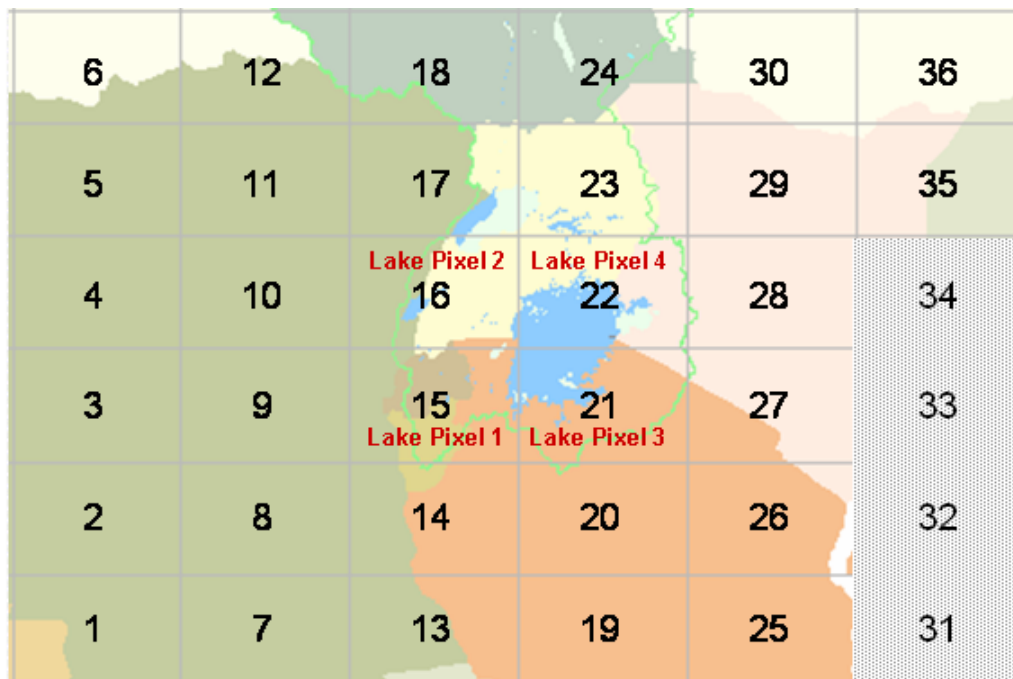 6 12 18 24 30 36
5 11 17 23 29 35
Lake Pixel 2 Lake Pixel 4
4 10 16 22 28 34
3 9 15 21 27 33
Lake Pixel 1 Lake Pixel 3
2 8 14 20 26 32
1 7 13 19 25 31